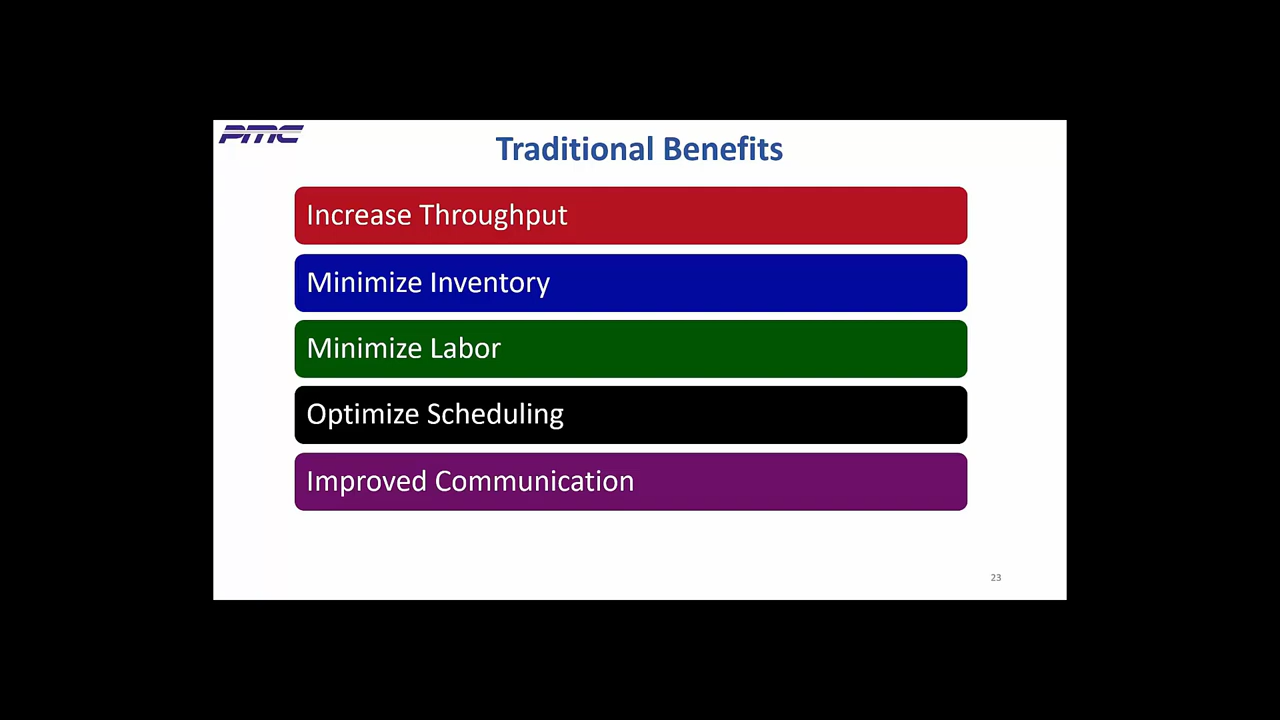 PMC
Traditional Benefits
Increase Throughput
Minimize Inventory
Minimize Labor
Optimize Scheduling
Improved Communication
23